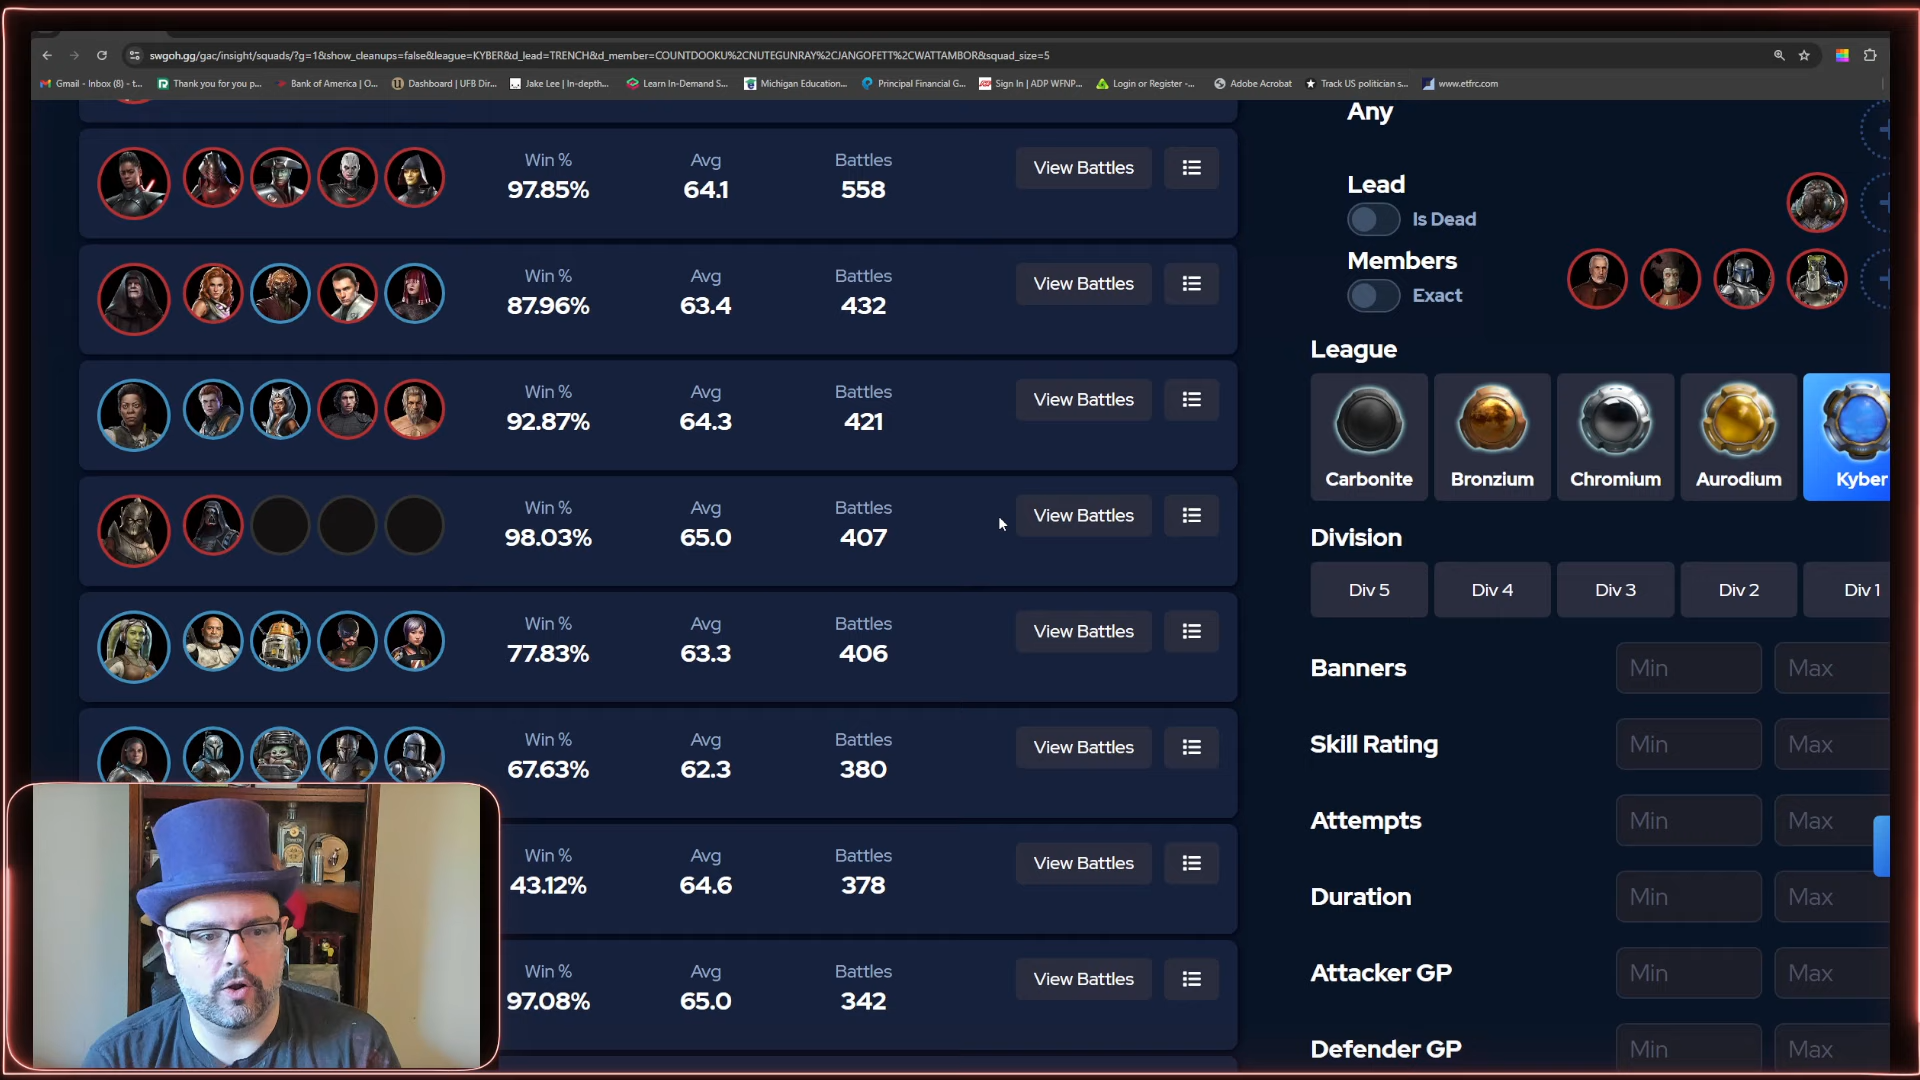 swgoh.gg/gac/insight/squads/?g=1&show_cleanups=false&league=KYBER&d_lead=TRENCH&d_member=COUNTDOOKU%2CNUTEGUNRAY%2CJANGOFETT%2CWATTAMBOR&squad_size=5
Gmail - Inbox (8) - t... Thank you for you p... Bank of America | O... Dashboard | UFB Dir... Jake Lee | In-depth... Learn In-Demand S... Michigan Education... Principal Financial G... Sign In | ADP WFNP... Login or Register -... Adobe Acrobat Track US politician s... www.etfrc.com
Win % Avg Battles View Battles
97.85% 64.1 558
Win % Avg Battles View Battles
87.96% 63.4 432
Win % Avg Battles View Battles
92.87% 64.3 421
Win % Avg Battles View Battles
98.03% 65.0 407
Win % Avg Battles View Battles
77.83% 63.3 406
Win % Avg Battles View Battles
67.63% 62.3 380
Win % Avg Battles View Battles
43.12% 64.6 378
Win % Avg Battles View Battles
97.08% 65.0 342
Any
Lead
Is Dead
Members
Exact
League
Carbonite Bronzium Chromium Aurodium Kyber
Division
Div 5 Div 4 Div 3 Div 2 Div 1
Banners Min Max
Skill Rating Min Max
Attempts Min Max
Duration Min Max
Attacker GP Min Max
Defender GP Min Max